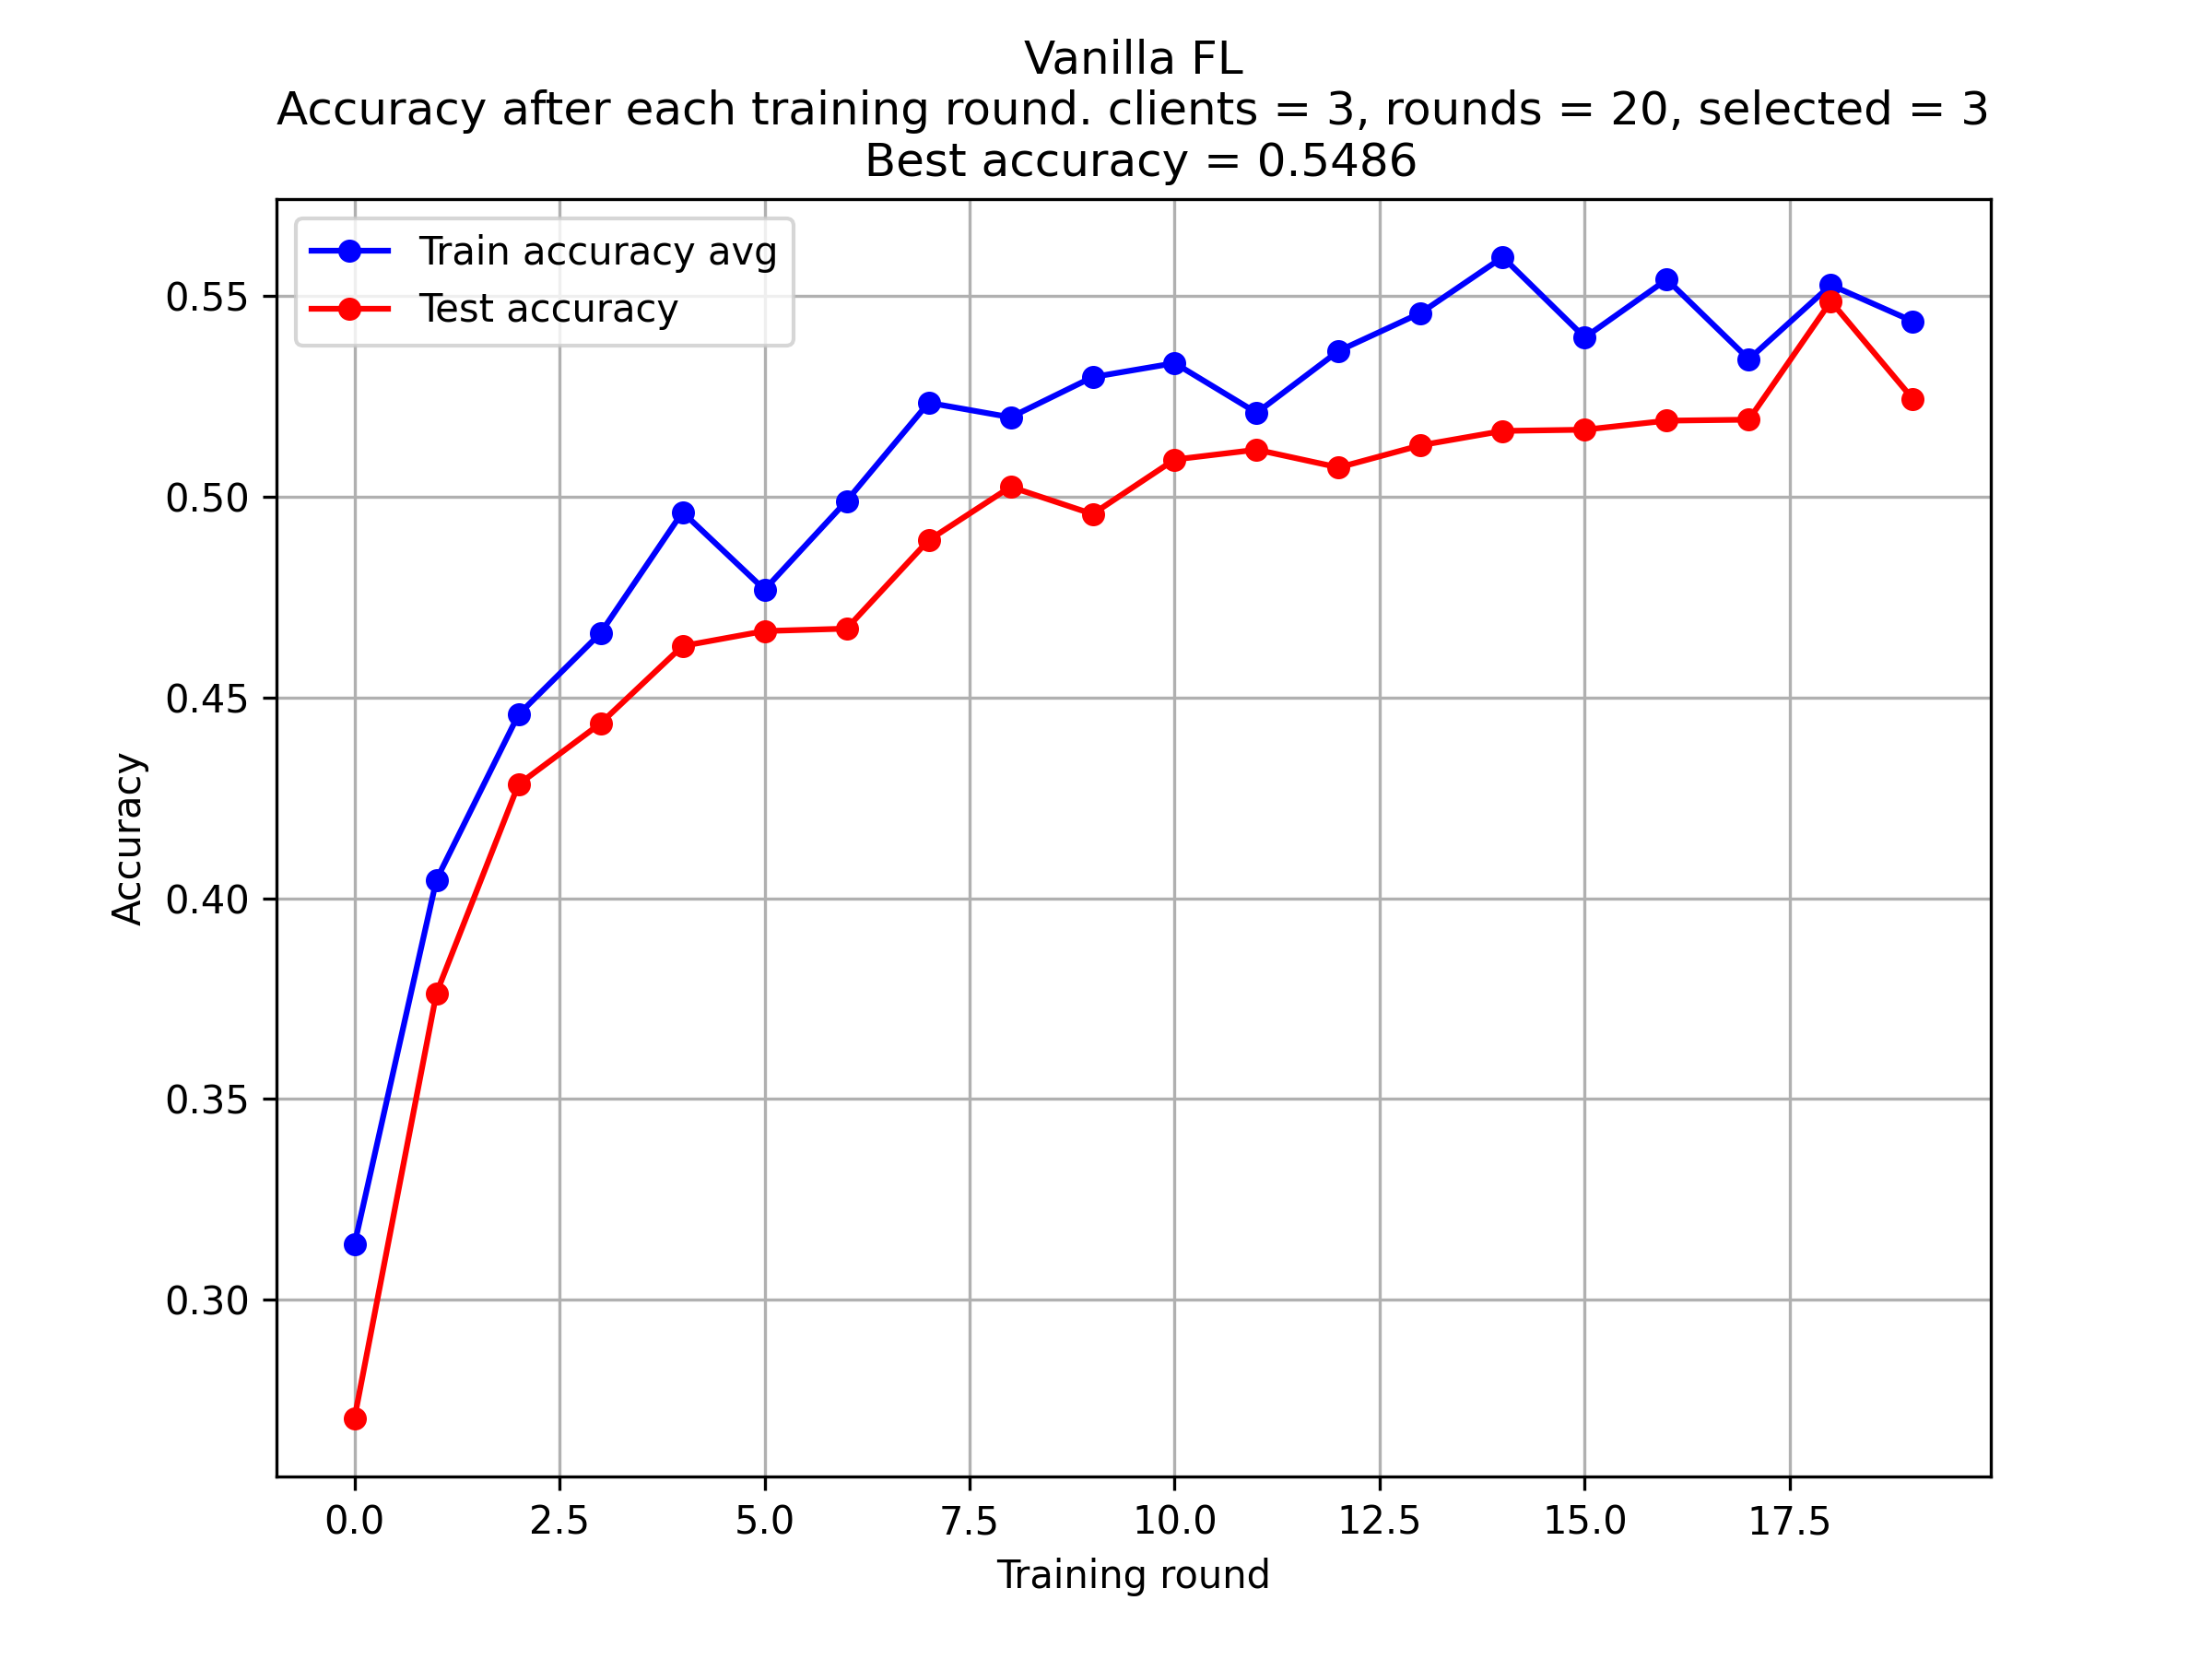 Vanilla FL
Accuracy after each training round. clients = 3, rounds = 20, selected = 3
Best accuracy = 0.5486
Train accuracy avg
Test accuracy
0.55
0.50
0.45
0.40
0.35
0.30
Accuracy
0.0 2.5 5.0 7.5 10.0 12.5 15.0 17.5
Training round